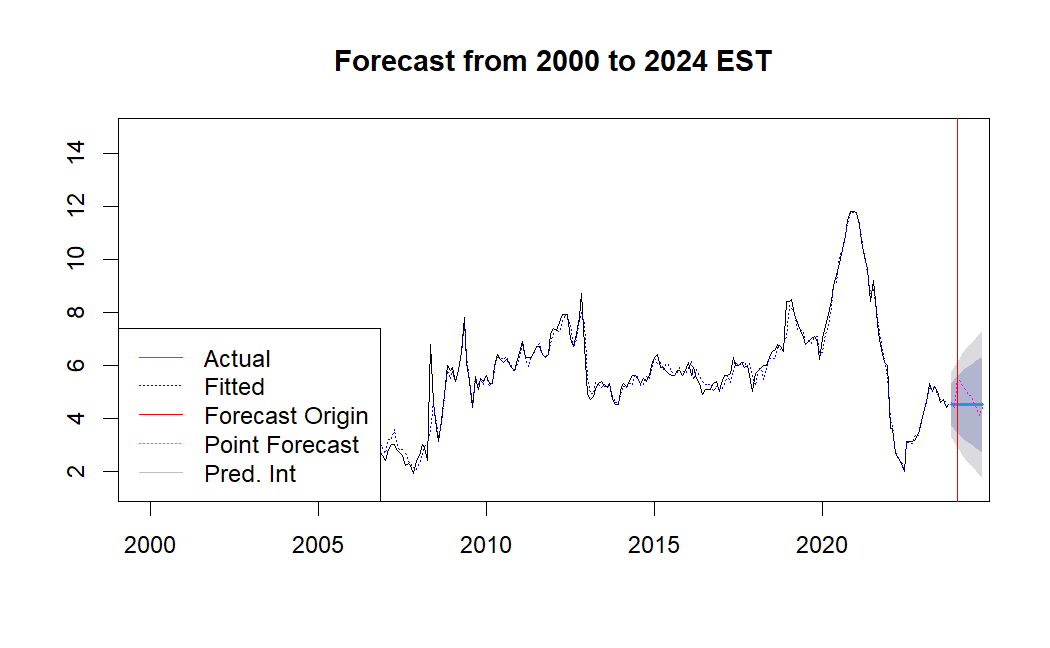 Forecast from 2000 to 2024 EST
14
12
10
8
6
4
2
Actual
Fitted
Forecast Origin
Point Forecast
Pred. Int
2000 2005 2010 2015 2020